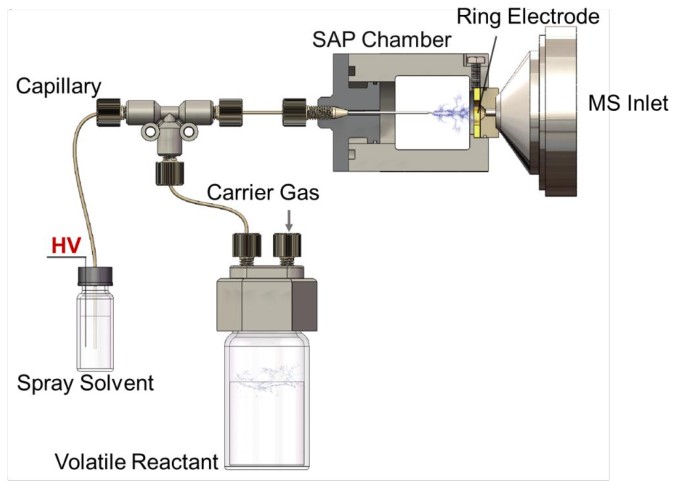 Ring Electrode
SAP Chamber
Capillary
MS Inlet
Carrier Gas
HV
Spray Solvent
Volatile Reactant